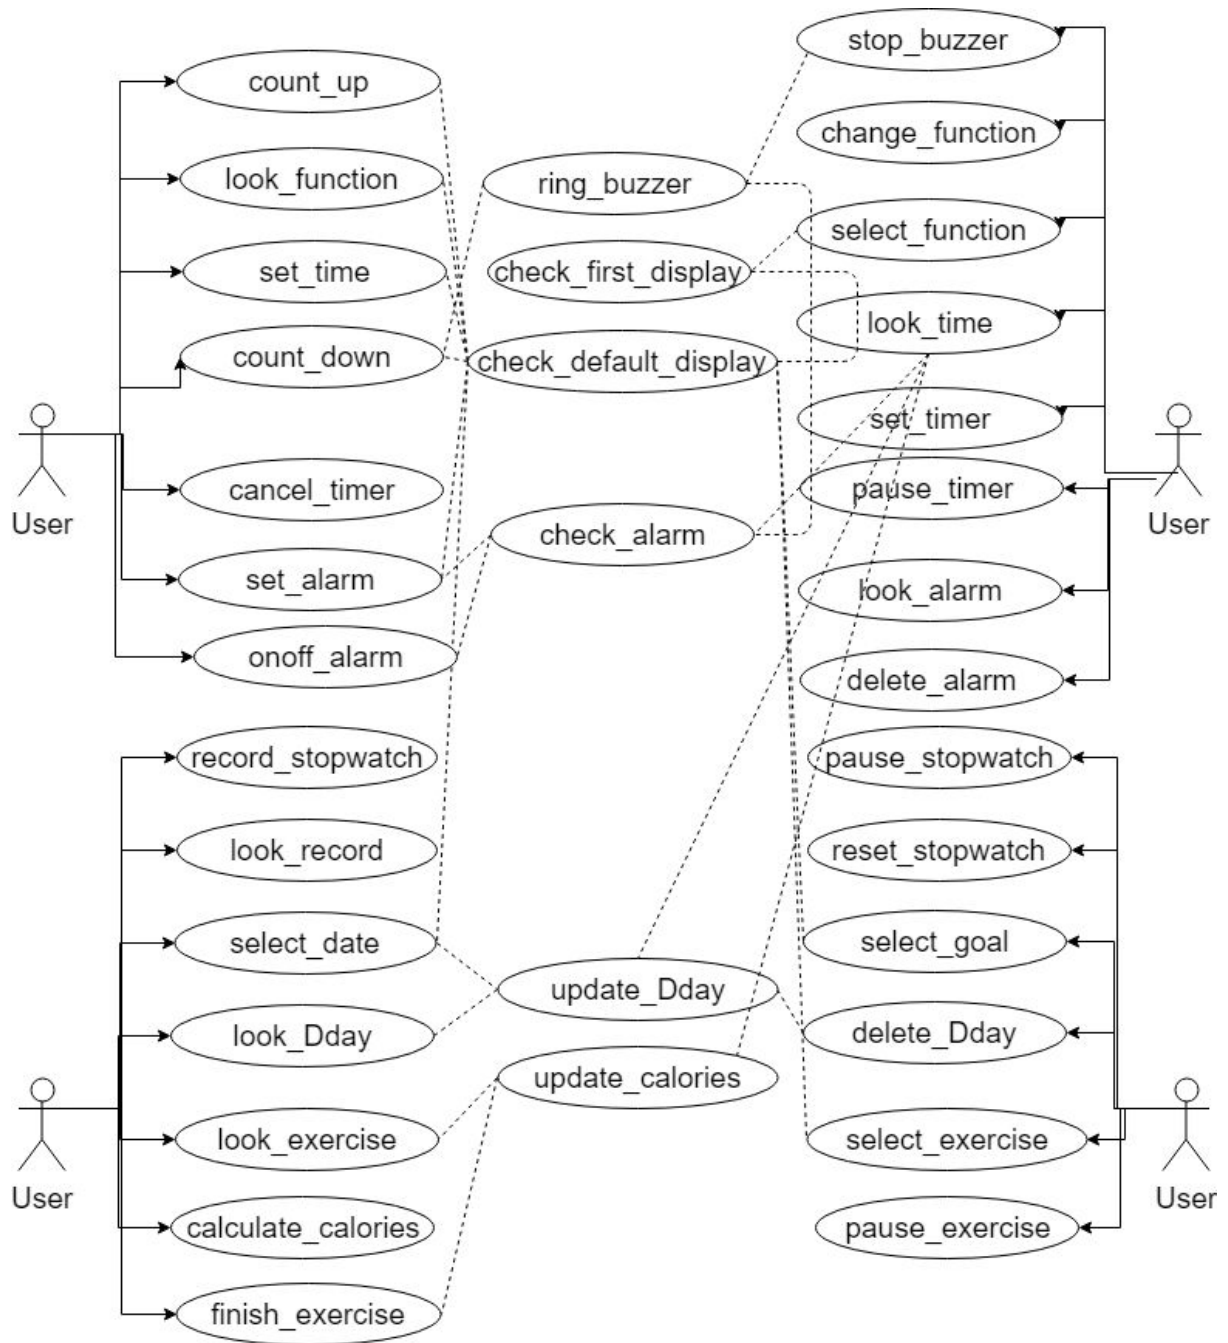 stop_buzzer
count_up
change_function
look_function
ring_buzzer
select_function
set_time
check_first_display
look_time
count_down
check_default_display
set_timer
User
User
cancel_timer
pause_timer
check_alarm
set_alarm
look_alarm
onoff_alarm
delete_alarm
record_stopwatch
pause_stopwatch
look_record
reset_stopwatch
select_date
select_goal
update_Dday
look_Dday
delete_Dday
update_calories
look_exercise
select_exercise
User
User
calculate_calories
pause_exercise
finish_exercise